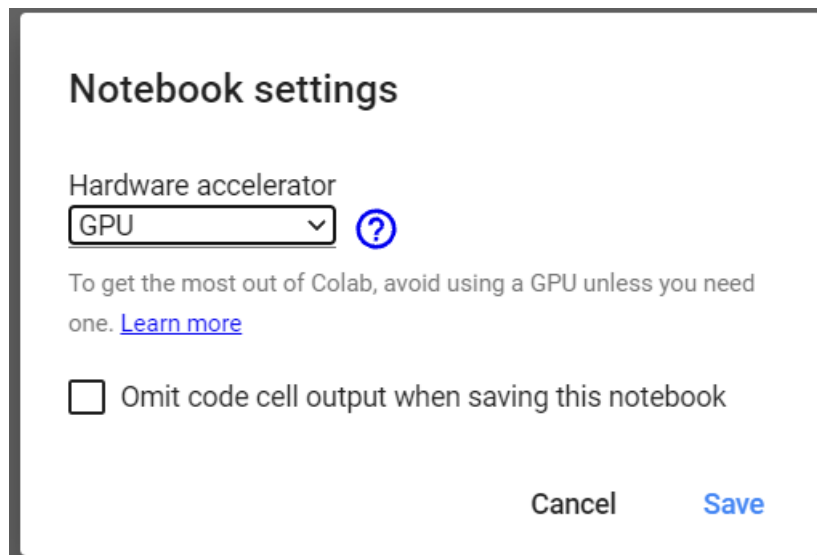 Notebook settings
Hardware accelerator
GPU
?
To get the most out of Colab, avoid using a GPU unless you need
one. Learn more
Omit code cell output when saving this notebook
Cancel Save